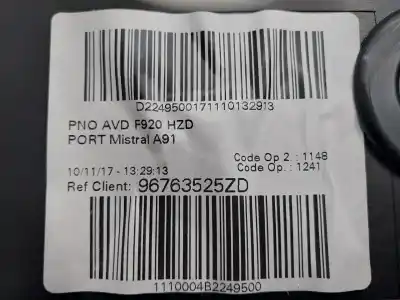 D2249500171110132913
PNO AVD F920 HZD
PORT Mistral A91
Code Op 2. : 1148
10/11/17 - 13:29:13
Code Op. : 1241
Ref Client: 96763525ZD
1110004B2249500